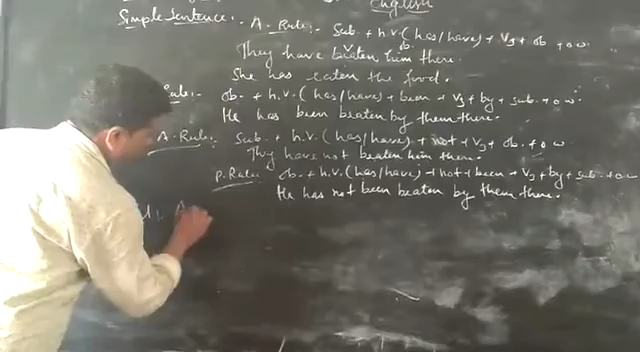 English
Simple Sentence:- A. Rule:- Sub. + h.v. (has/have) + V3 + ob + o.w.
They have beaten him there.
She has eaten the food.
Rule:- ob. + h.v. (has/have) + been + V3 + by + sub. + o.w.
He has been beaten by them there.
A. Rule:- Sub. + h.v. (has/have) + not + V3 + ob. + o.w
They have not beaten him there.
P. Rule:- ob. + h.v. (has/have) + not + been + V3 + by + sub. + o.w
He has not been beaten by them there.
A